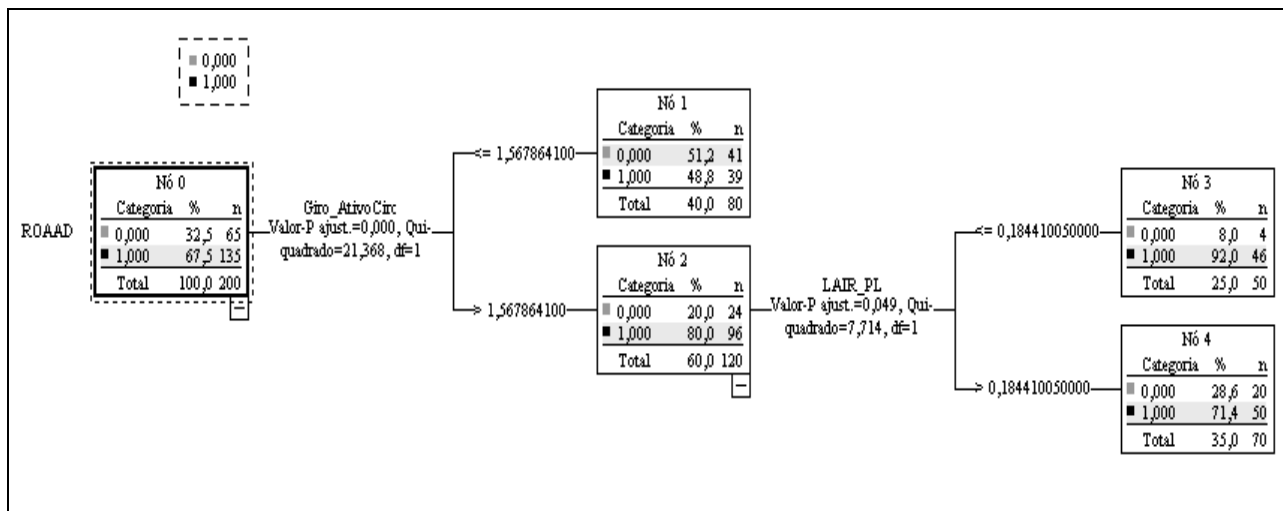 0,000
1,000
ROAAD
Nó 0
Categoria % n
0,000 32,5 65
1,000 67,5 135
Total 100,0 200
Giro_AtivoCirc
Valor-P ajust.=0,000, Qui-
quadrado=21,368, df=1
<= 1,567864100
Nó 1
Categoria % n
0,000 51,2 41
1,000 48,8 39
Total 40,0 80
> 1,567864100
Nó 2
Categoria % n
0,000 20,0 24
1,000 80,0 96
Total 60,0 120
LAIR_PL
Valor-P ajust.=0,049, Qui-
quadrado=7,714, df=1
<= 0,184410050000
Nó 3
Categoria % n
0,000 8,0 4
1,000 92,0 46
Total 25,0 50
> 0,184410050000
Nó 4
Categoria % n
0,000 28,6 20
1,000 71,4 50
Total 35,0 70